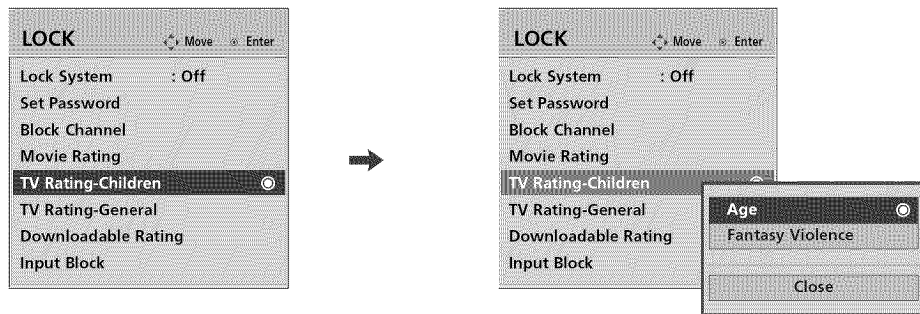 LOCK Move Enter
Lock System : Off
Set Password
Block Channel
Movie Rating
TV Rating-Children
TV Rating-General
Downloadable Rating
Input Block
LOCK Move Enter
Lock System : Off
Set Password
Block Channel
Movie Rating
TV Rating-Children
TV Rating-General
Downloadable Rating
Input Block
Age
Fantasy Violence
Close